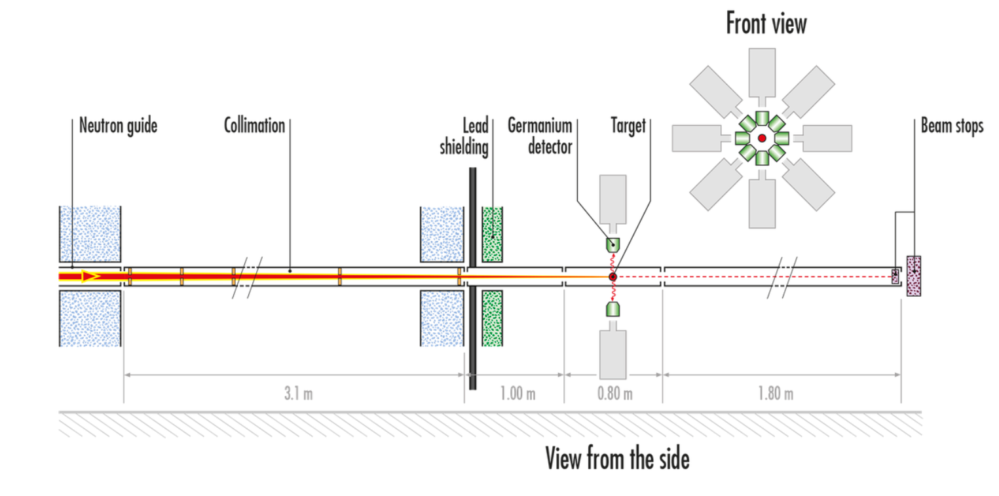 Front view
Neutron guide
Collimation
Lead
shielding
Germanium
detector
Target
Beam stops
3.1 m
1.00 m
0.80 m
1.80 m
View from the side